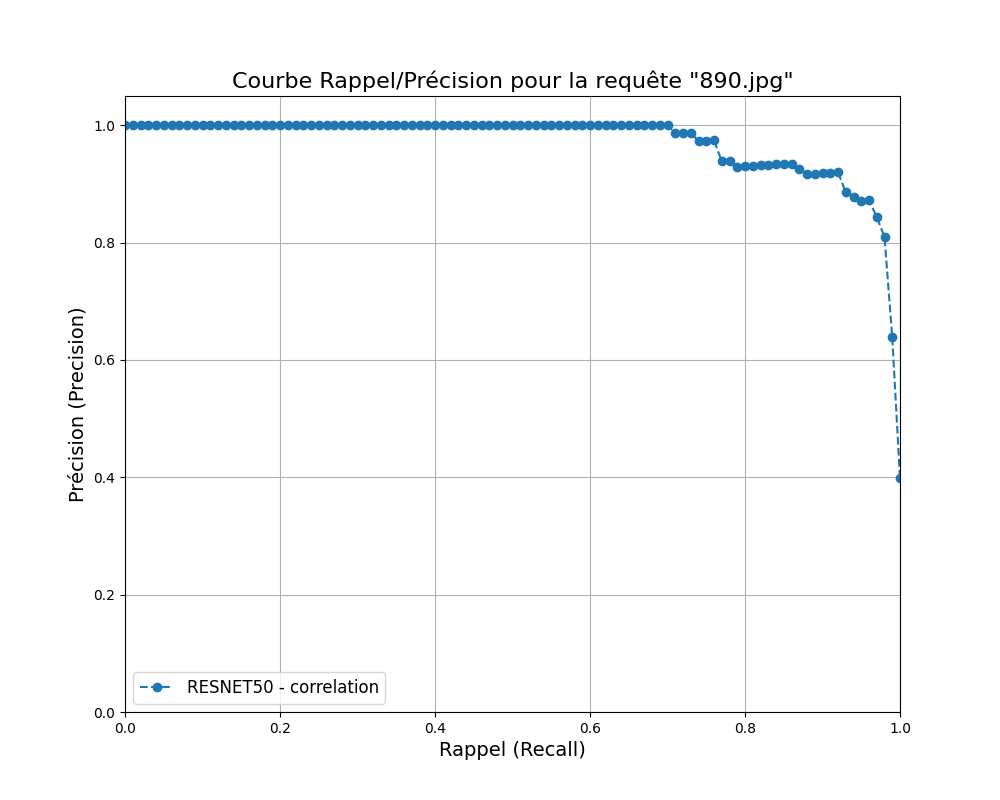 Courbe Rappel/Précision pour la requête "890.jpg"
Précision (Precision)
1.0
0.8
0.6
0.4
0.2
0.0
RESNET50 - correlation
0.0 0.2 0.4 0.6 0.8 1.0
Rappel (Recall)